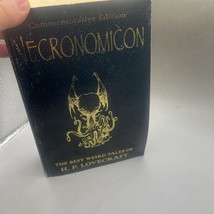 Commemorative Edition
NECRONOMICON
THE BEST WEIRD TALES OF
H. P. LOVECRAFT